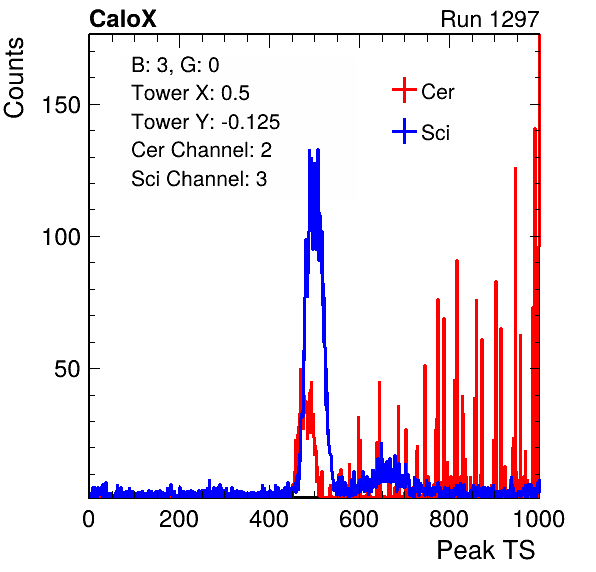 CaloX
Run 1297
Counts
B: 3, G: 0
Tower X: 0.5
Tower Y: -0.125
Cer Channel: 2
Sci Channel: 3
Cer
Sci
150
100
50
0 200 400 600 800 1000
Peak TS